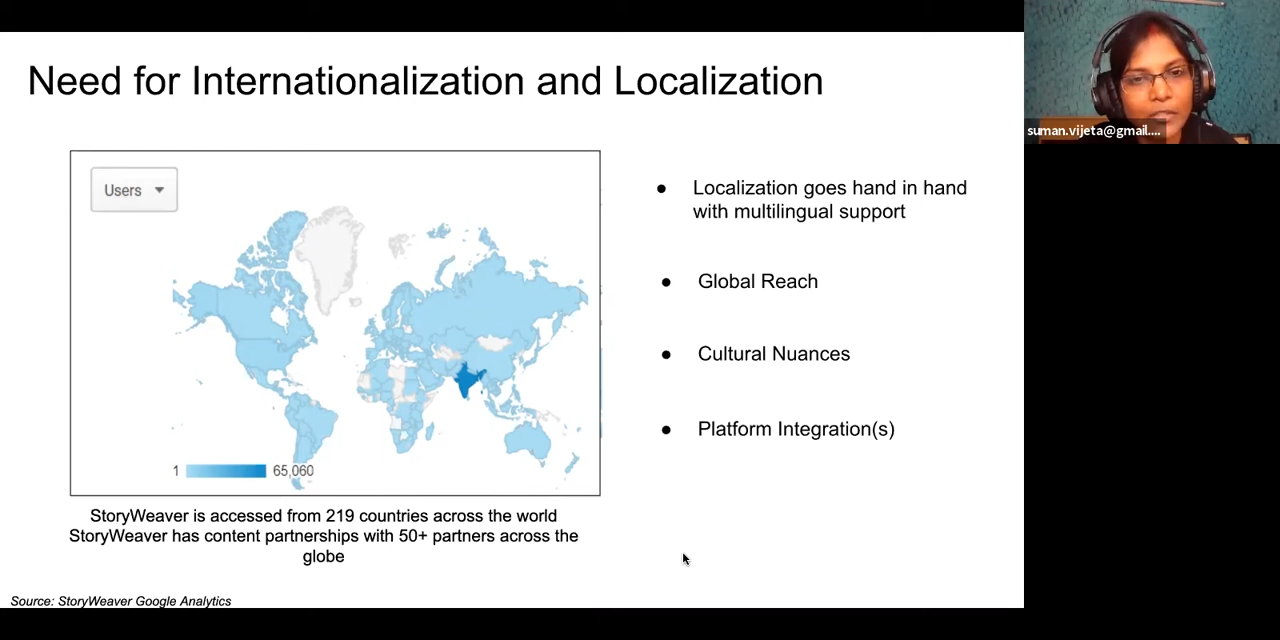 Need for Internationalization and Localization
Users
1
65,060
StoryWeaver is accessed from 219 countries across the world
StoryWeaver has content partnerships with 50+ partners across the
globe
Source: StoryWeaver Google Analytics
● Localization goes hand in hand
with multilingual support
● Global Reach
● Cultural Nuances
● Platform Integration(s)
suman.vijeta@gmail....